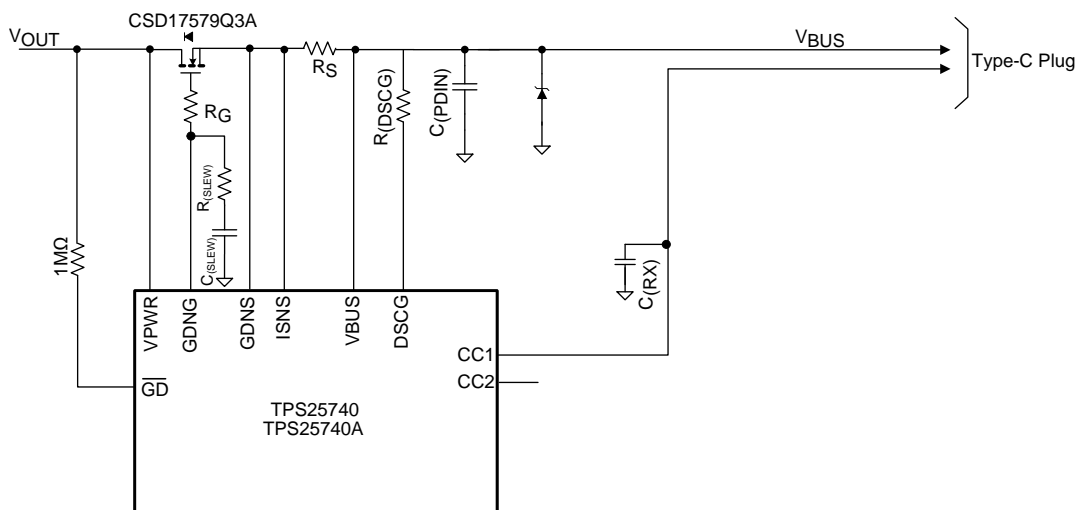 CSD17579Q3A
VOUT
VBUS
Type-C Plug
RS
RG
R(DSCG)
C(PDIN)
R(SLEW)
C(SLEW)
1MΩ
C(RX)
VPWR
GDNG
GDNS
ISNS
VBUS
DSCG
CC1
CC2
GD
TPS25740
TPS25740A